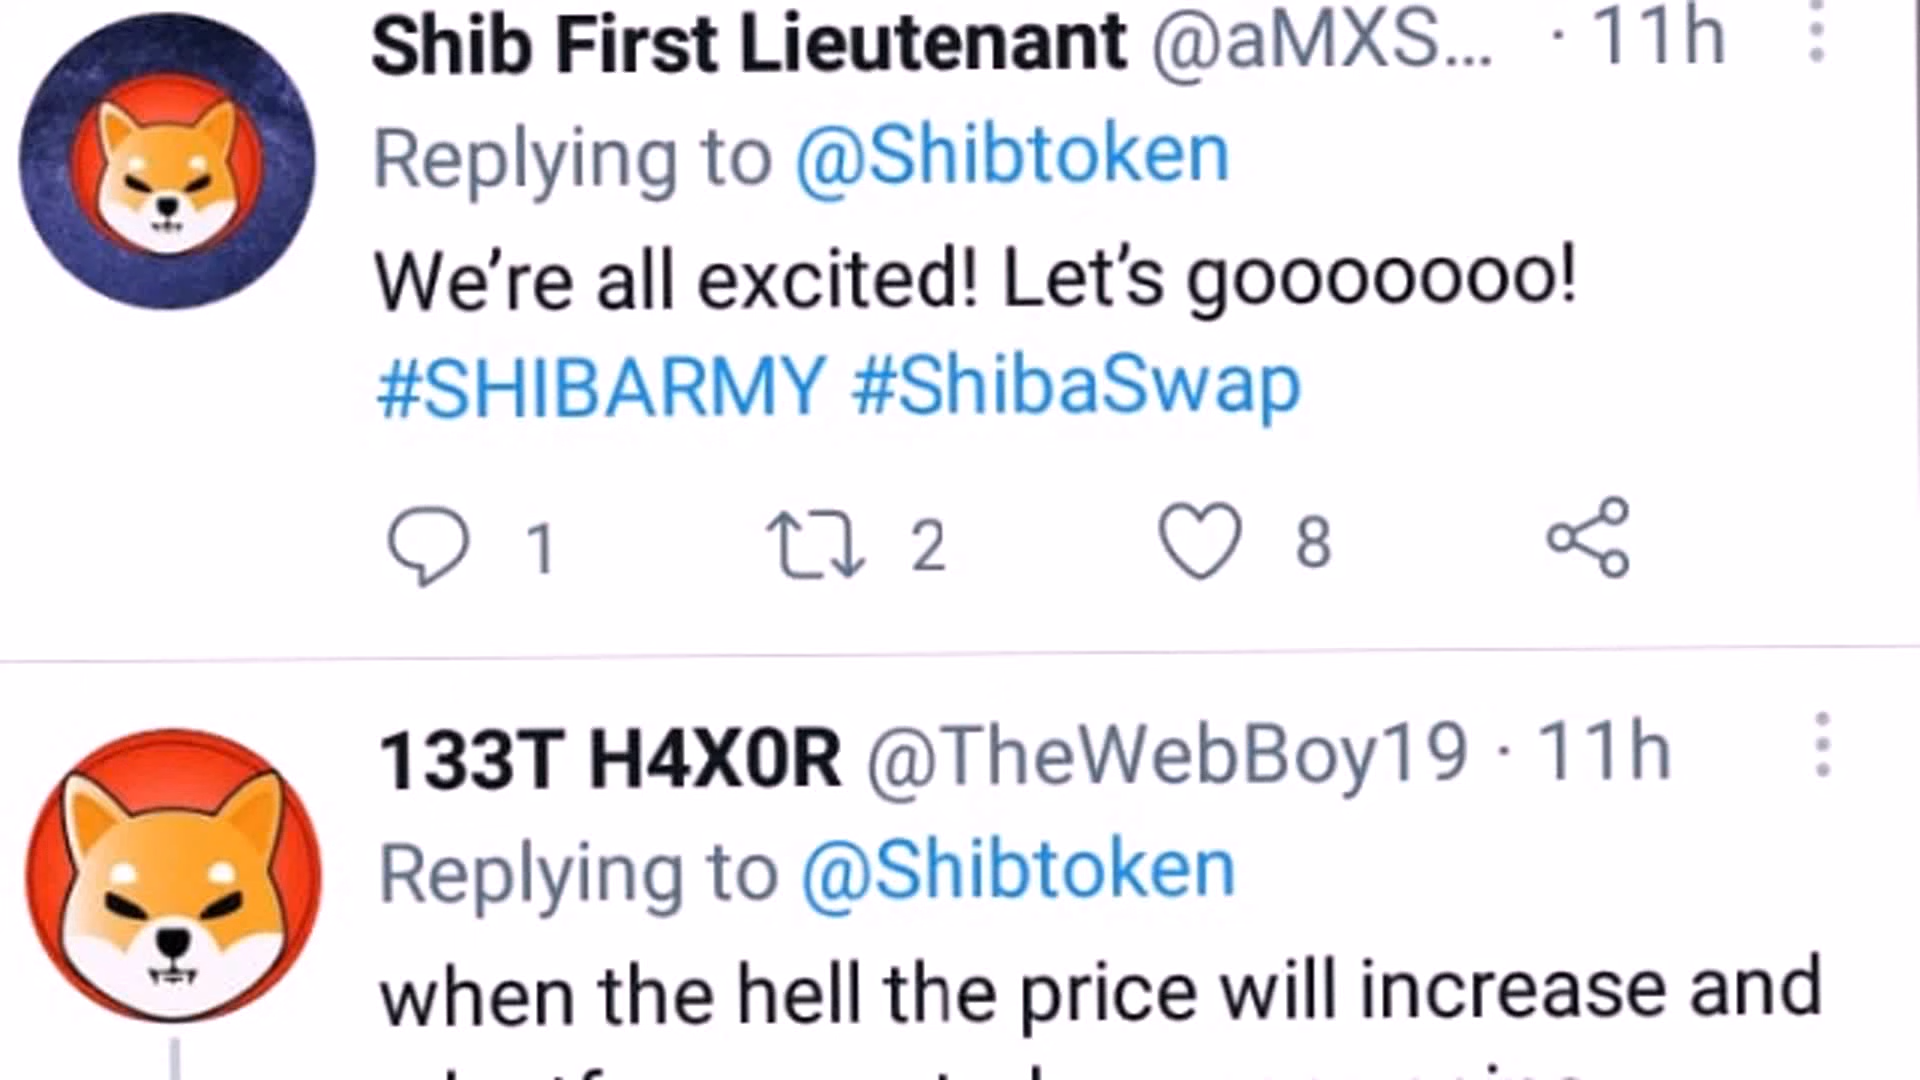 Shib First Lieutenant @aMXS... · 11h
Replying to @Shibtoken
We're all excited! Let's gooooooo!
#SHIBARMY #ShibaSwap
1 2 8
133T H4X0R @TheWebBoy19 · 11h
Replying to @Shibtoken
when the hell the price will increase and